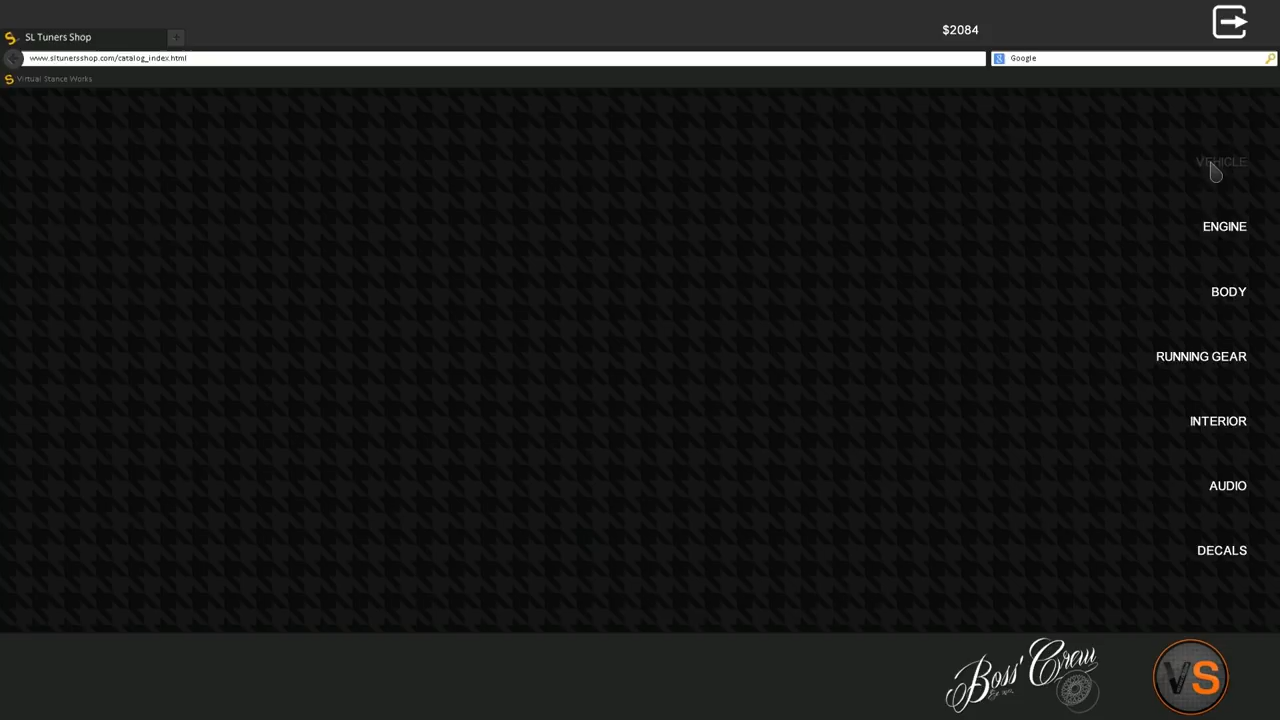 $2084
SL Tuners Shop
www.sltunersshop.com/catalog_index.html
Google
Virtual Stance Works
VEHICLE
ENGINE
BODY
RUNNING GEAR
INTERIOR
AUDIO
DECALS
Boss' Crew
VS